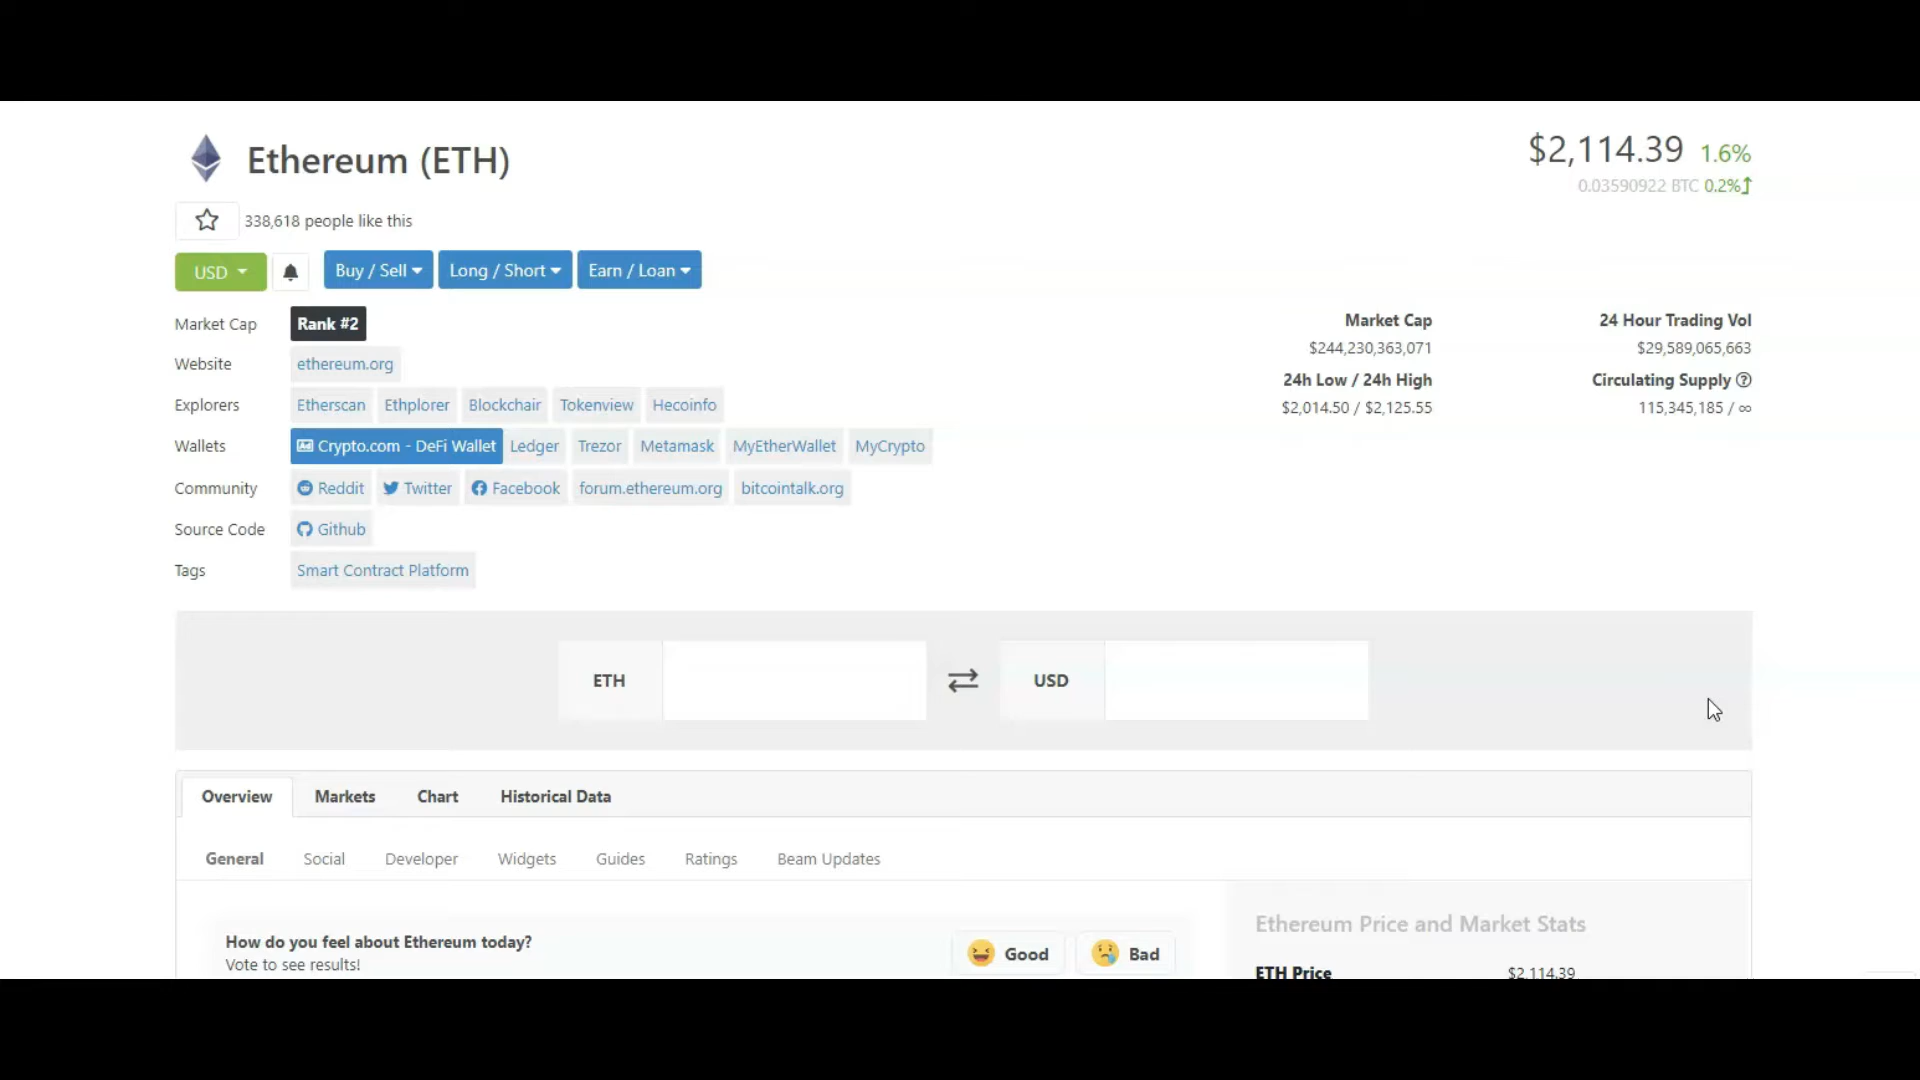 Ethereum (ETH)
$2,114.39 1.6%
0.03590922 BTC 0.2%
338,618 people like this
USD
Buy / Sell
Long / Short
Earn / Loan
Market Cap Rank #2
Website ethereum.org
Explorers Etherscan Ethplorer Blockchair Tokenview Hecoinfo
Wallets Ad Crypto.com - DeFi Wallet Ledger Trezor Metamask MyEtherWallet MyCrypto
Community Reddit Twitter Facebook forum.ethereum.org bitcointalk.org
Source Code Github
Tags Smart Contract Platform
Market Cap 24 Hour Trading Vol
$244,230,363,071 $29,589,065,663
24h Low / 24h High Circulating Supply ?
$2,014.50 / $2,125.55 115,345,185 / ∞
ETH USD
Overview Markets Chart Historical Data
General Social Developer Widgets Guides Ratings Beam Updates
How do you feel about Ethereum today?
Vote to see results!
Good Bad
Ethereum Price and Market Stats
ETH Price $2,114.39